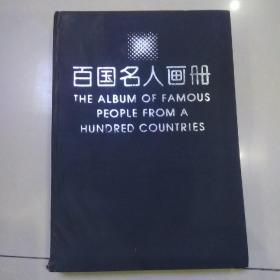 百国名人画册
THE ALBUM OF FAMOUS
PEOPLE FROM A
HUNDRED COUNTRIES